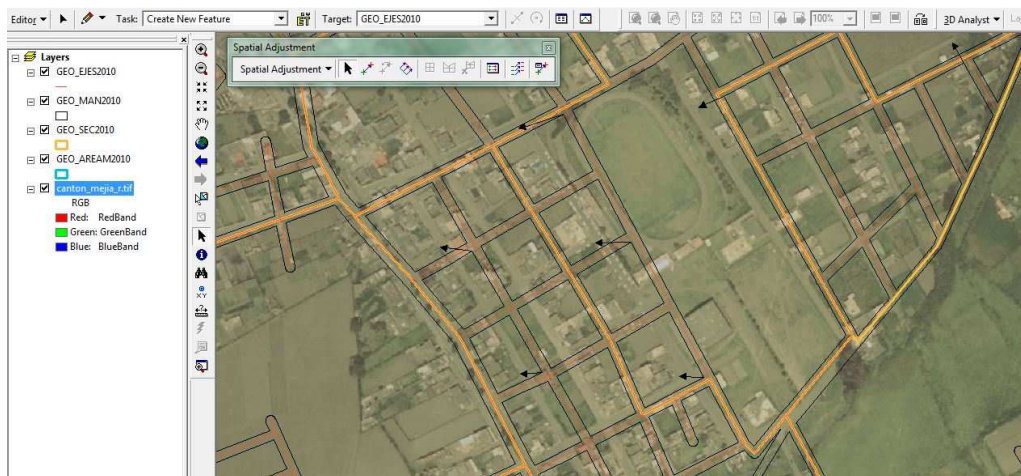 Editor Task: Create New Feature Target: GEO_EJES2010 100% 3D Analyst
Spatial Adjustment
Spatial Adjustment
Layers
GEO_EJES2010
GEO_MAN2010
GEO_SEC2010
GEO_AREAM2010
canton_mejia_r.tif
RGB
Red: RedBand
Green: GreenBand
Blue: BlueBand
XY